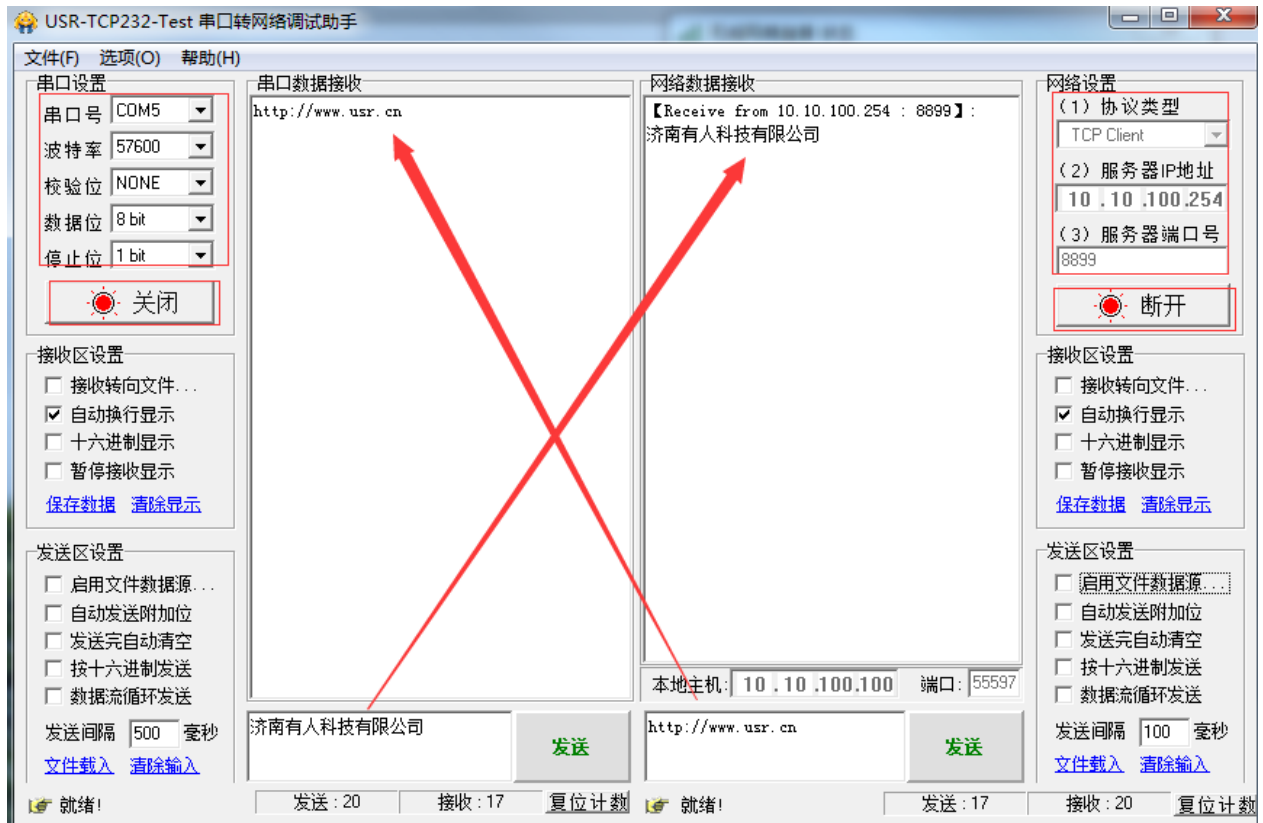 USR-TCP232-Test 串口转网络调试助手
文件(F) 选项(O) 帮助(H)
串口设置
串口号 COM5
波特率 57600
校验位 NONE
数据位 8 bit
停止位 1 bit
关闭
接收区设置
接收转向文件...
自动换行显示
十六进制显示
暂停接收显示
保存数据 清除显示
发送区设置
启用文件数据源...
自动发送附加位
发送完自动清空
按十六进制发送
数据流循环发送
发送间隔 500 毫秒
文件载入 清除输入
串口数据接收
http://www.usr.cn
济南有人科技有限公司
发送
网络数据接收
【Receive from 10.10.100.254 : 8899】:
济南有人科技有限公司
本地主机: 10 .10 .100.100 端口: 55597
http://www.usr.cn
发送
网络设置
(1) 协议类型
TCP Client
(2) 服务器IP地址
10 .10 .100.254
(3) 服务器端口号
8899
断开
接收区设置
接收转向文件...
自动换行显示
十六进制显示
暂停接收显示
保存数据 清除显示
发送区设置
启用文件数据源...
自动发送附加位
发送完自动清空
按十六进制发送
数据流循环发送
发送间隔 100 毫秒
文件载入 清除输入
就绪! 发送:20 接收:17 复位计数
就绪! 发送:17 接收:20 复位计数